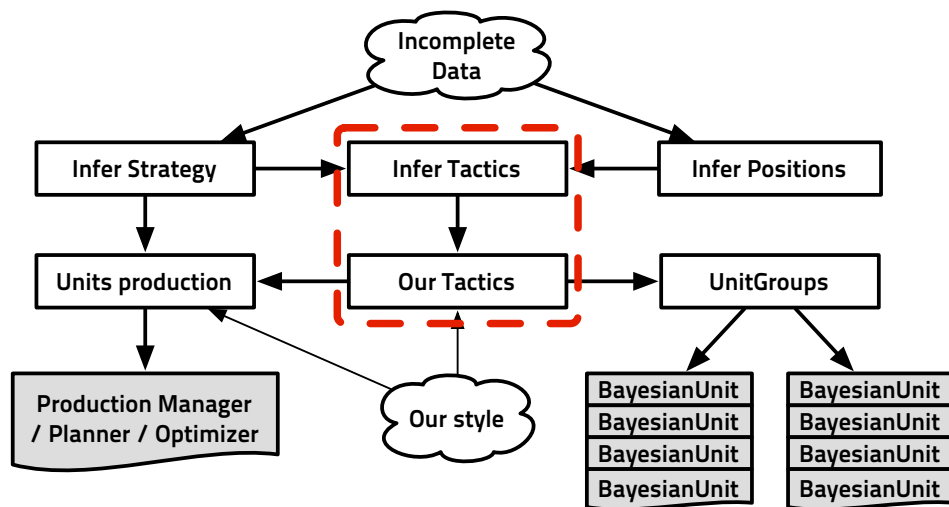 Incomplete
Data
Infer Strategy
Infer Tactics
Infer Positions
Units production
Our Tactics
UnitGroups
Production Manager
/ Planner / Optimizer
Our style
BayesianUnit
BayesianUnit
BayesianUnit
BayesianUnit
BayesianUnit
BayesianUnit
BayesianUnit
BayesianUnit